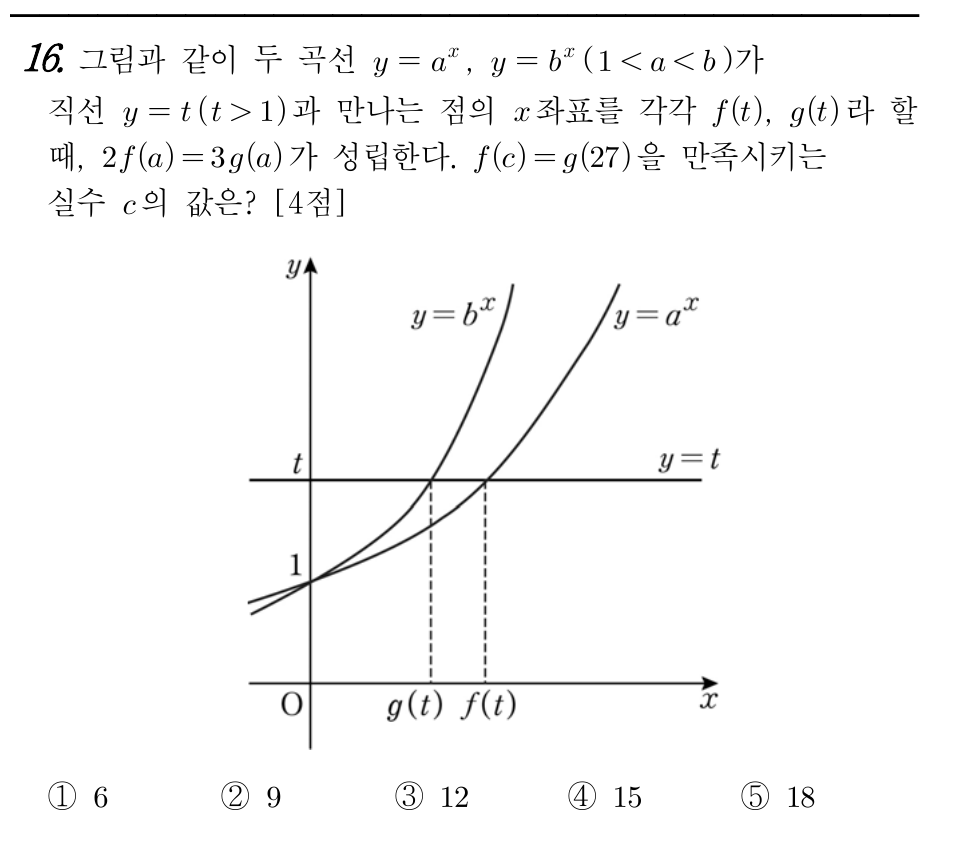 16. 그림과 같이 두 곡선 y = a^x, y = b^x (1 < a < b)가
직선 y = t (t > 1)과 만나는 점의 x좌표를 각각 f(t), g(t)라 할
때, 2f(a) = 3g(a)가 성립한다. f(c) = g(27)을 만족시키는
실수 c의 값은? [4점]
y
y = b^x
y = a^x
t
y = t
1
O
g(t) f(t)
x
① 6 ② 9 ③ 12 ④ 15 ⑤ 18